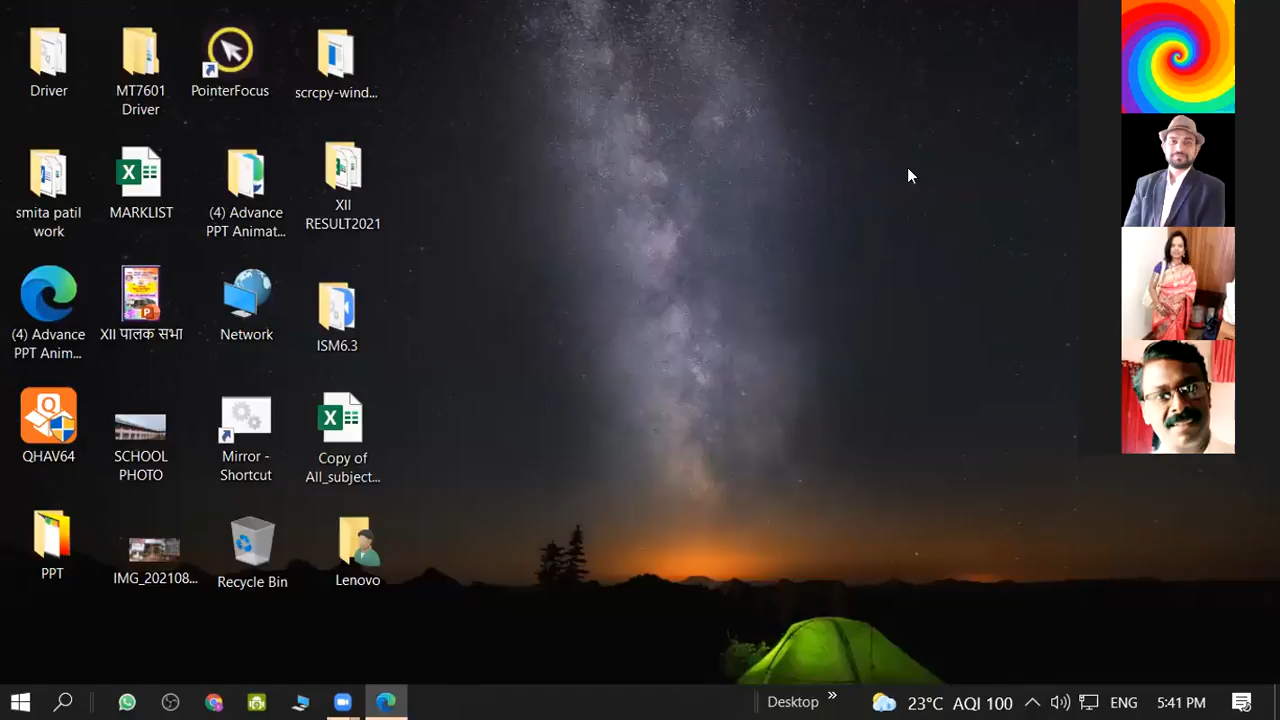 Driver
MT7601
Driver
PointerFocus
scrcpy-wind...
smita patil
work
MARKLIST
(4) Advance
PPT Animat...
XII
RESULT2021
(4) Advance
PPT Anim...
XII पालक सभा
Network
ISM6.3
QHAV64
SCHOOL
PHOTO
Mirror -
Shortcut
Copy of
All_subject...
PPT
IMG_202108...
Recycle Bin
Lenovo
Desktop
23°C AQI 100
ENG
5:41 PM